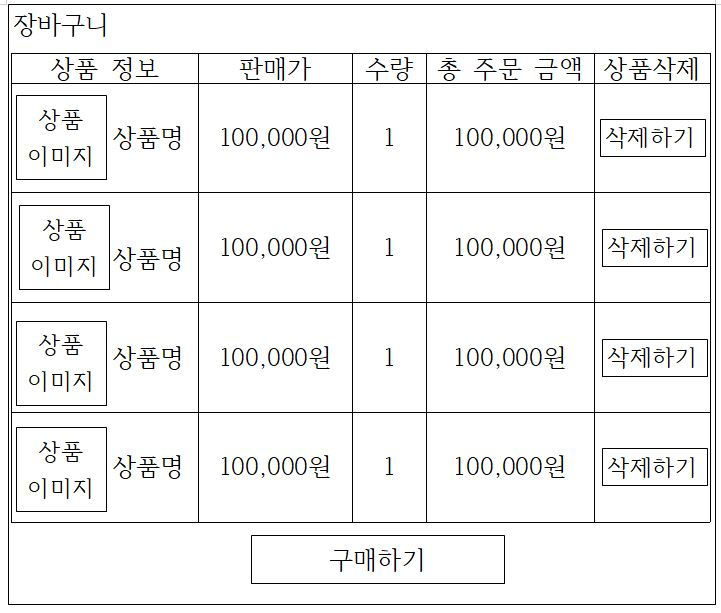 장바구니
상품 정보 판매가 수량 총 주문 금액 상품삭제
상품
이미지 상품명 100,000원 1 100,000원 삭제하기
상품
이미지 상품명 100,000원 1 100,000원 삭제하기
상품
이미지 상품명 100,000원 1 100,000원 삭제하기
상품
이미지 상품명 100,000원 1 100,000원 삭제하기
구매하기